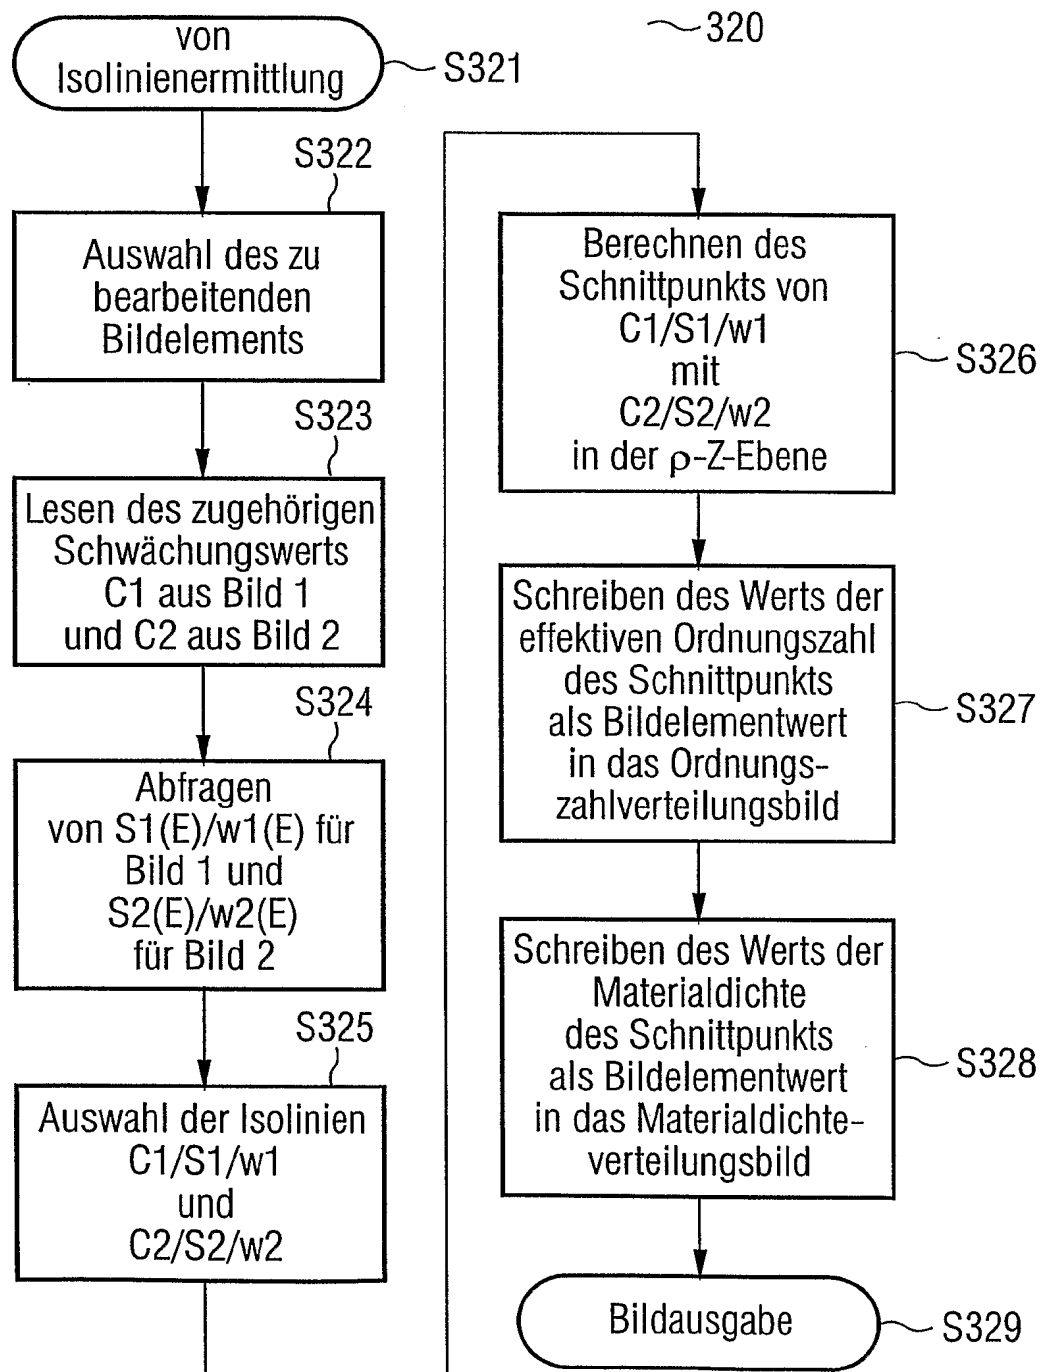 320
von
Isolinienermittlung
S321
S322
Auswahl des zu
bearbeitenden
Bildelements
S323
Lesen des zugehörigen
Schwächungswerts
C1 aus Bild 1
und C2 aus Bild 2
S324
Abfragen
von S1(E)/w1(E) für
Bild 1 und
S2(E)/w2(E)
für Bild 2
S325
Auswahl der Isolinien
C1/S1/w1
und
C2/S2/w2
Berechnen des
Schnittpunkts von
C1/S1/w1
mit
C2/S2/w2
in der ρ-Z-Ebene
S326
Schreiben des Werts der
effektiven Ordnungszahl
des Schnittpunkts
als Bildelementwert
in das Ordnungs-
zahlverteilungsbild
S327
Schreiben des Werts der
Materialdichte
des Schnittpunkts
als Bildelementwert
in das Materialdichte-
verteilungsbild
S328
Bildausgabe
S329